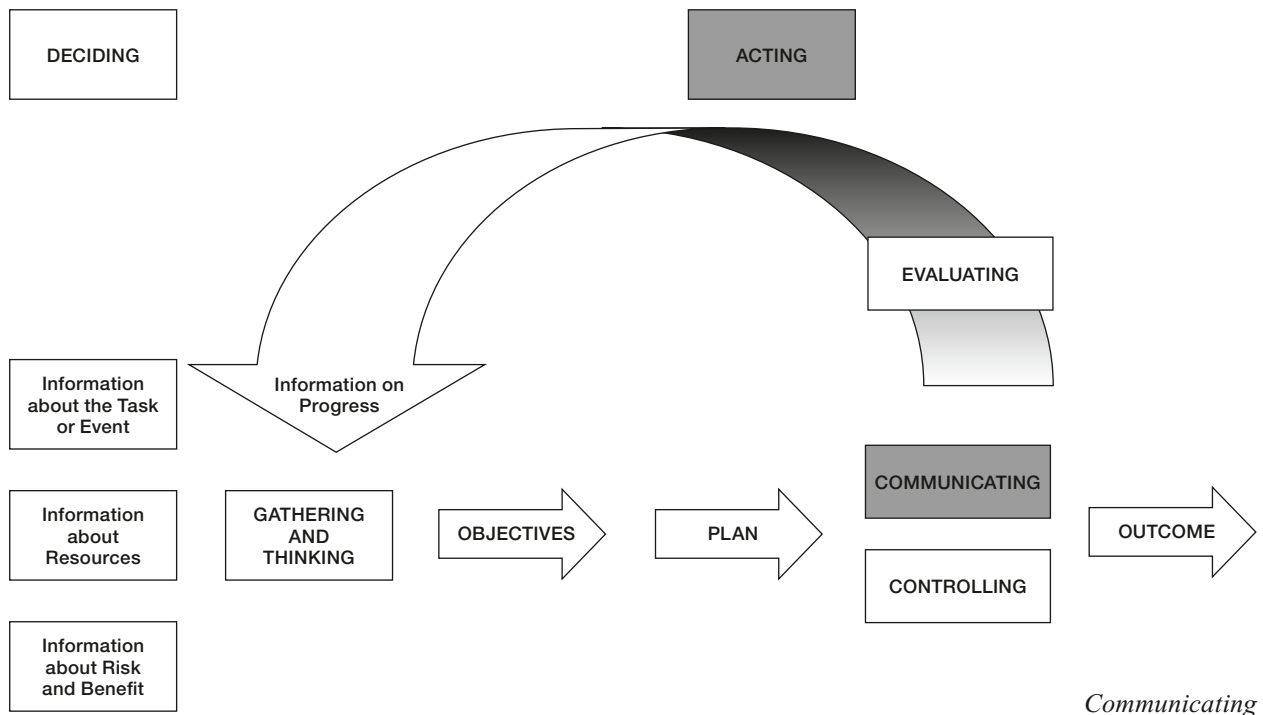 DECIDING
ACTING
EVALUATING
Information
about the Task
or Event
Information on
Progress
COMMUNICATING
Information
about
Resources
GATHERING
AND
THINKING
OBJECTIVES
PLAN
OUTCOME
CONTROLLING
Information
about Risk
and Benefit
Communicating